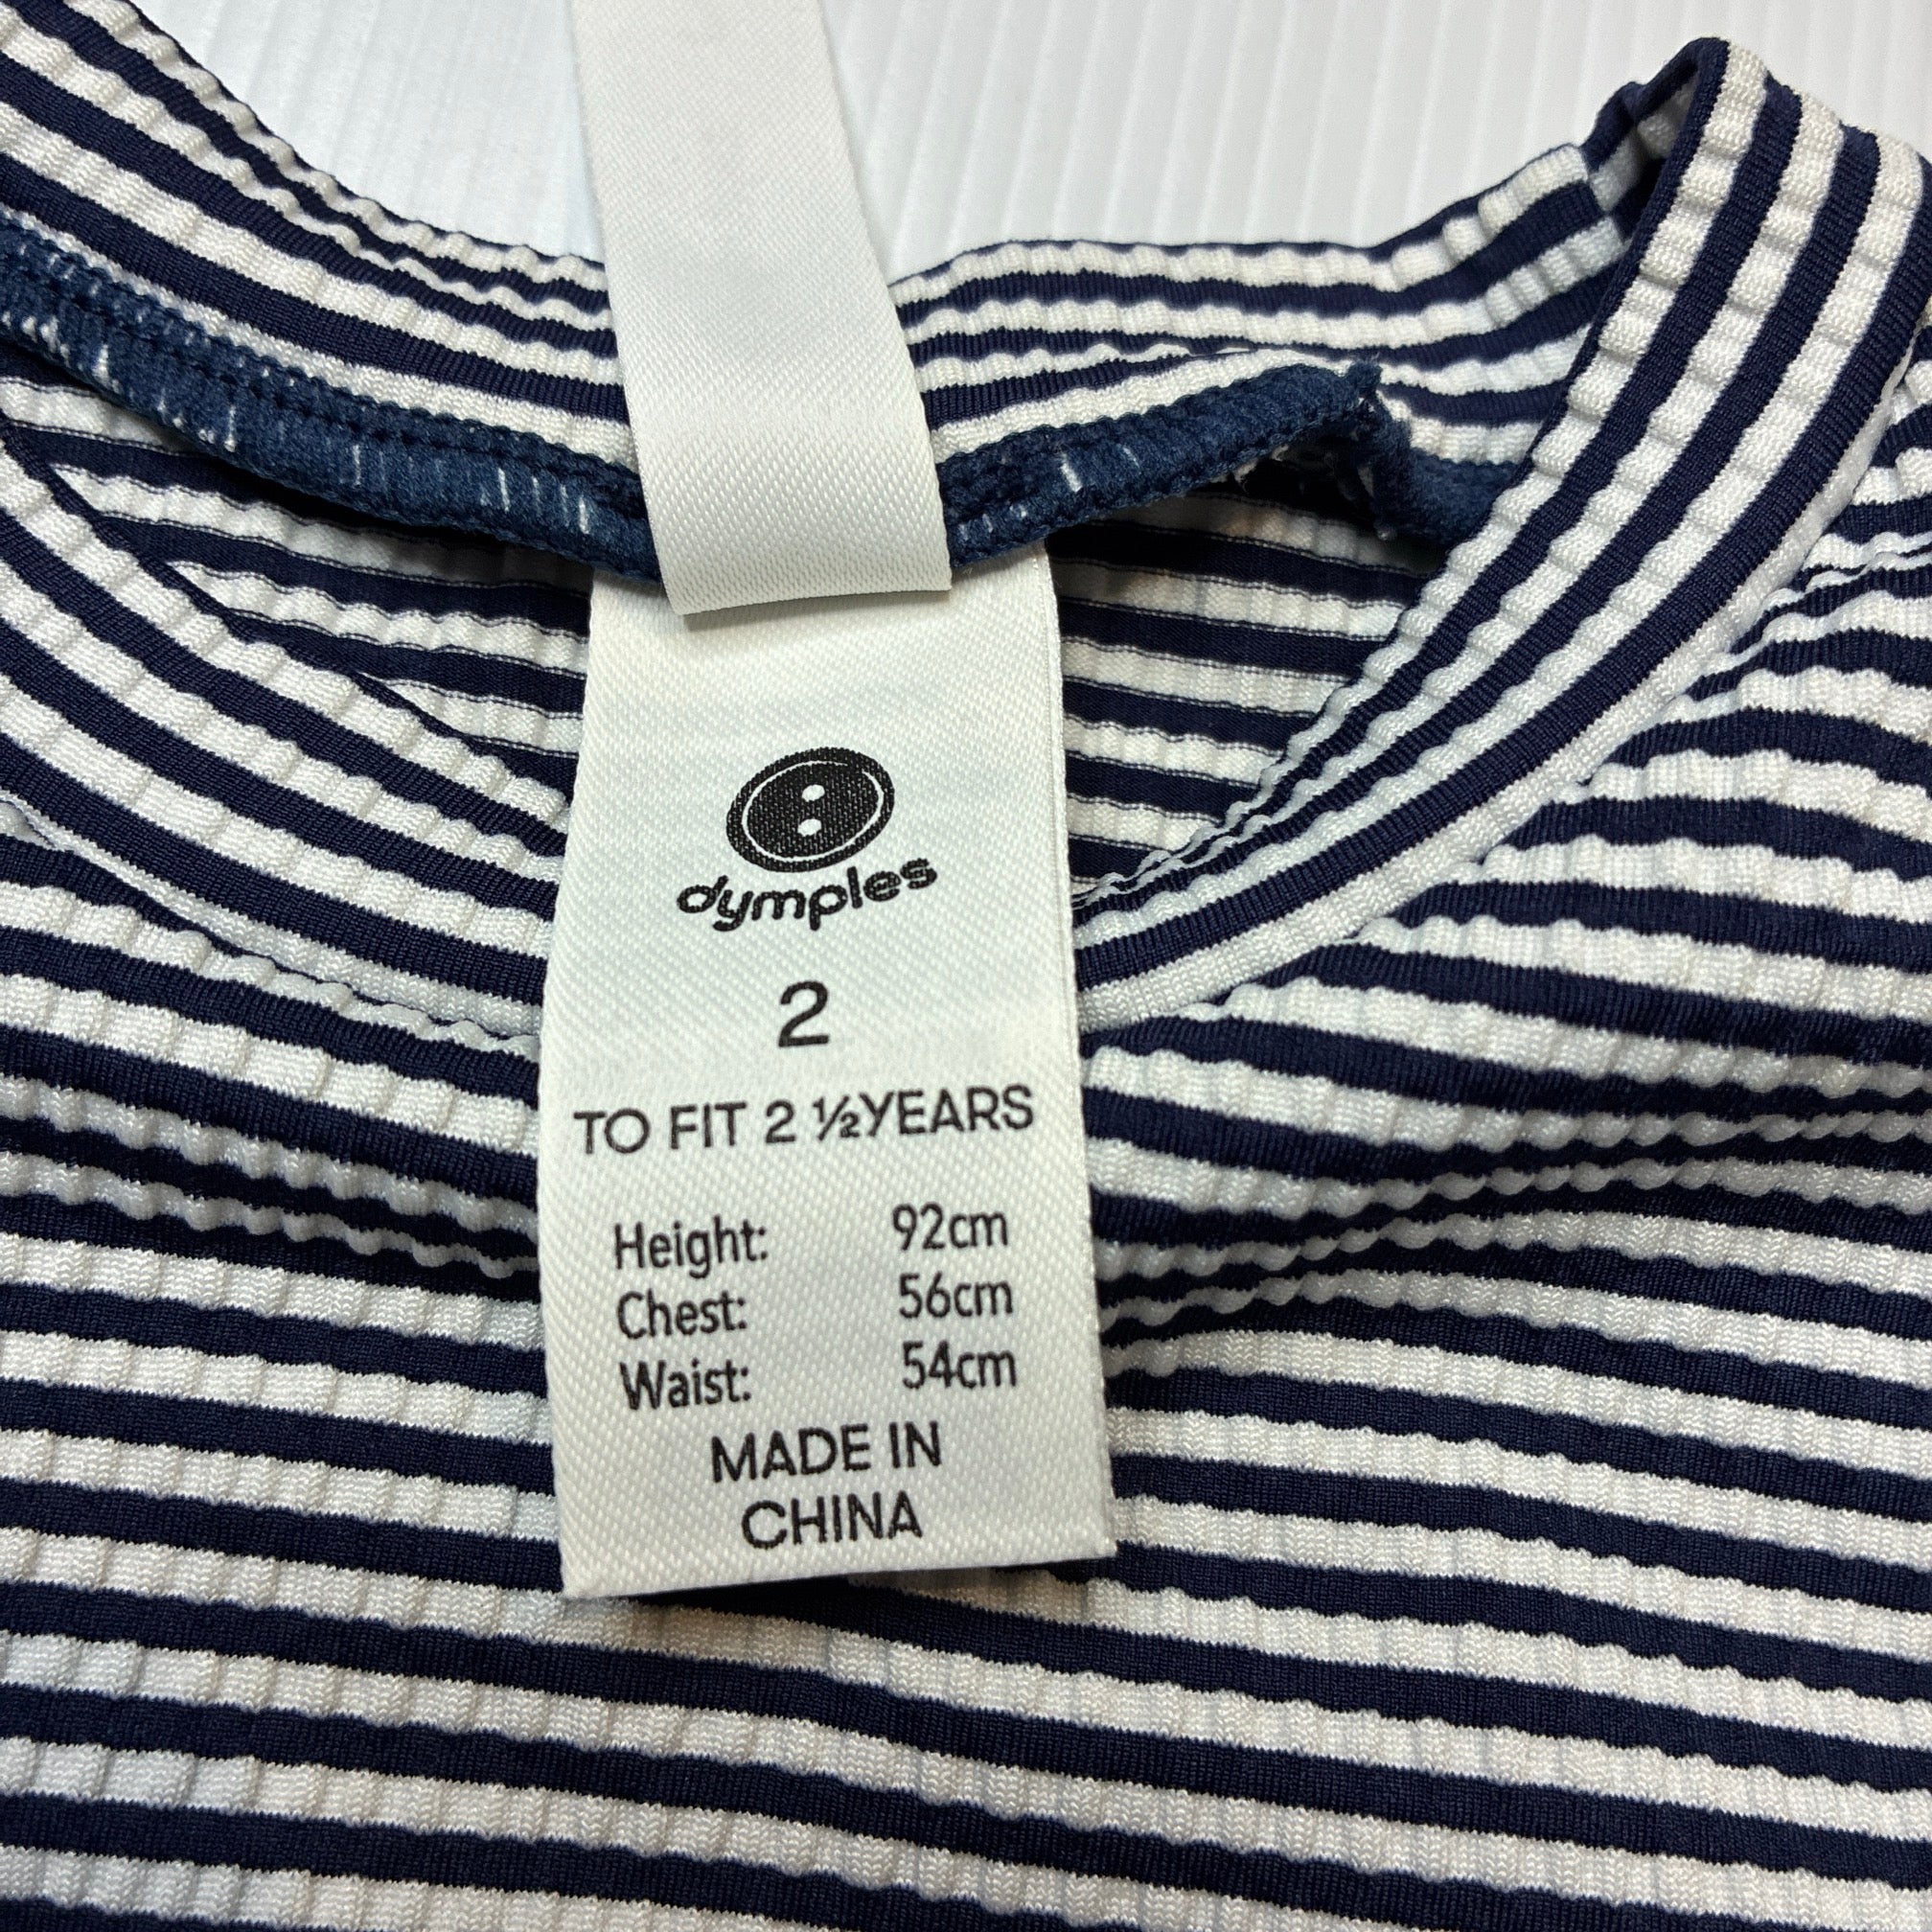 dymples
2
TO FIT 2 ½YEARS
Height: 92cm
Chest: 56cm
Waist: 54cm
MADE IN
CHINA